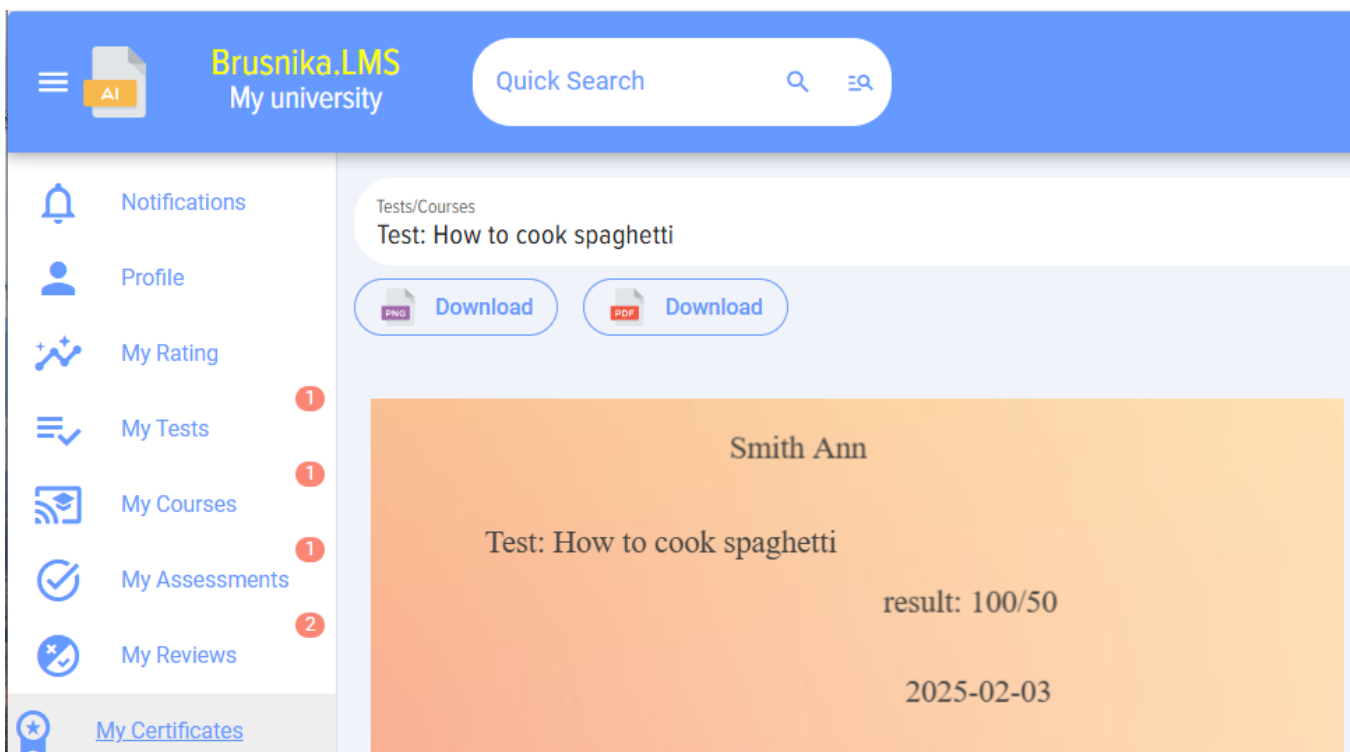 AI
Brusnika.LMS
My university
Quick Search
Notifications
Profile
My Rating
1
My Tests
1
My Courses
1
My Assessments
2
My Reviews
My Certificates
Tests/Courses
Test: How to cook spaghetti
PNG Download
PDF Download
Smith Ann
Test: How to cook spaghetti
result: 100/50
2025-02-03